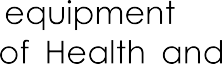 equipment
of Health and